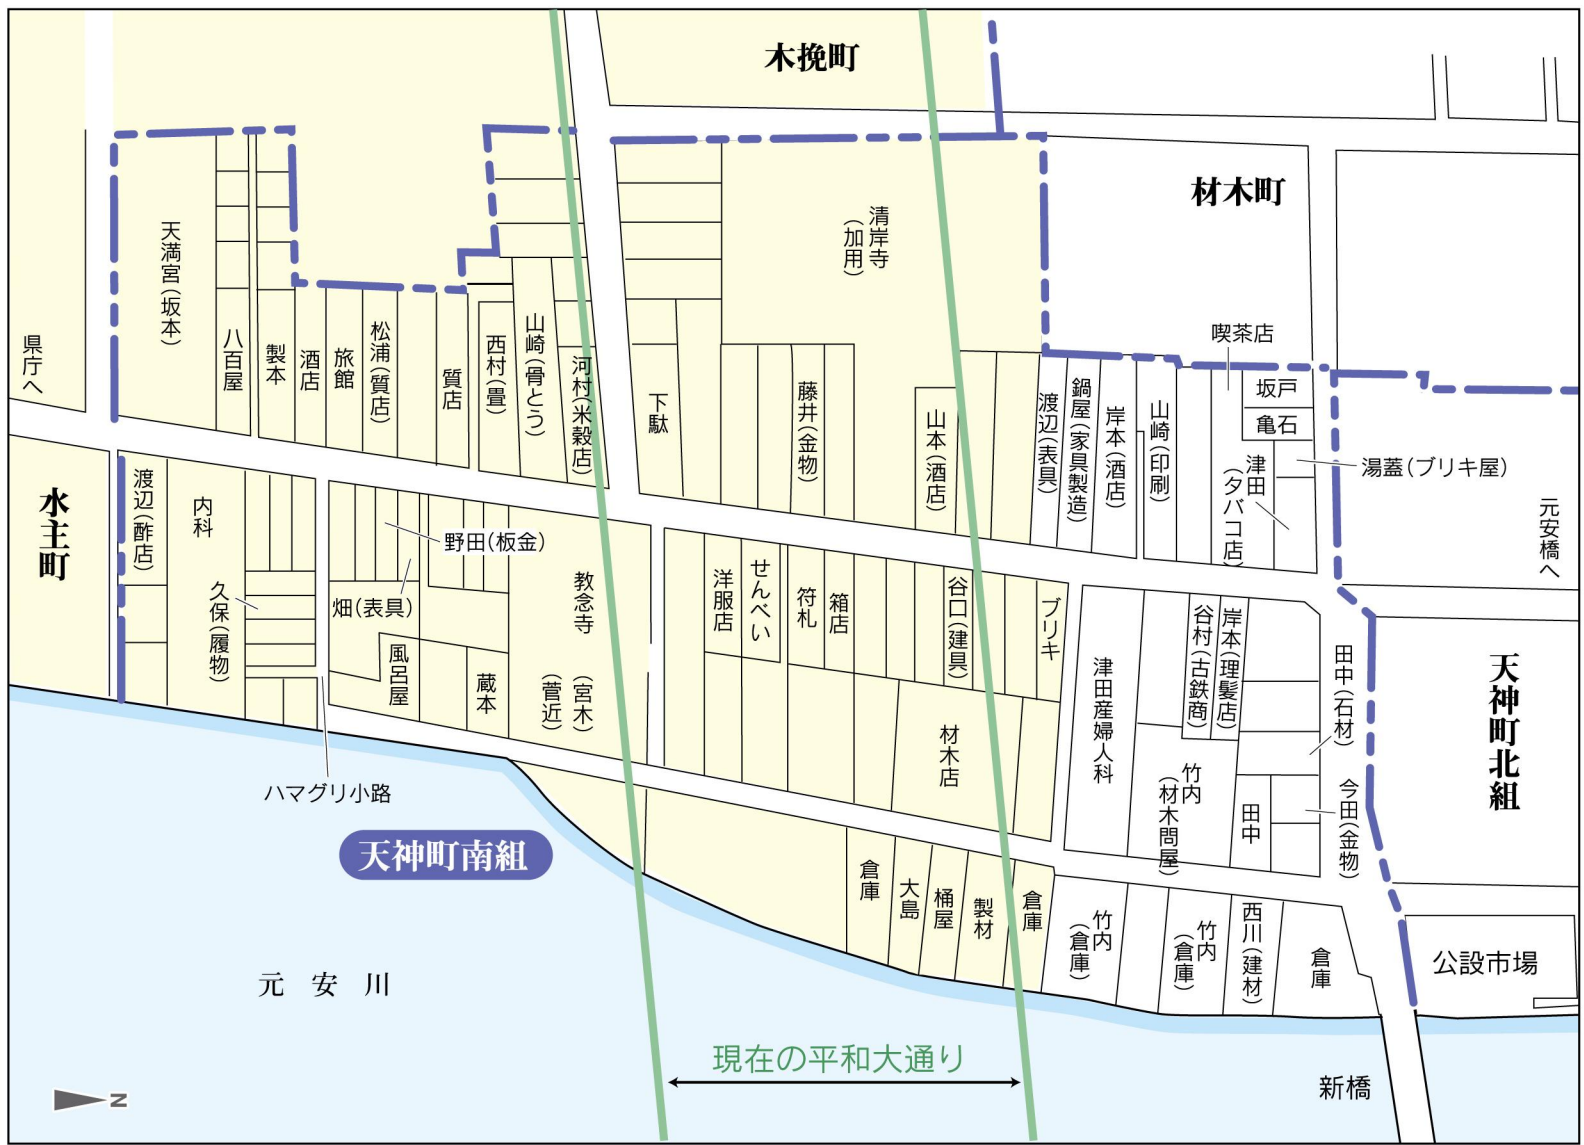 木挽町
材木町
天満宮（坂本）
清岸寺
（加用）
県庁へ
八百屋
製本
酒店
旅館
松浦（質店）
質店
西村（畳）
山崎（骨とう）
河村（米穀店）
下駄
藤井（金物）
山本（酒店）
渡辺（表具）
鍋屋（家具製造）
岸本（酒店）
山崎（印刷）
喫茶店
坂戸
亀石
津田
（タバコ店）
湯蓋（ブリキ屋）
元安橋へ
水主町
渡辺（酢店）
内科
久保（履物）
野田（板金）
畑（表具）
風呂屋
蔵本
教念寺
（宮木）
（菅近）
洋服店
せんべい
符札
箱店
谷口（建具）
ブリキ
材木店
津田産婦人科
谷村（古鉄商）
岸本（理髪店）
竹内
（材木問屋）
田中
田中（石材）
今田（金物）
天神町北組
ハマグリ小路
天神町南組
倉庫
大島
桶屋
製材
倉庫
竹内
（倉庫）
竹内
（倉庫）
西川（建材）
倉庫
公設市場
元安川
現在の平和大通り
新橋
N